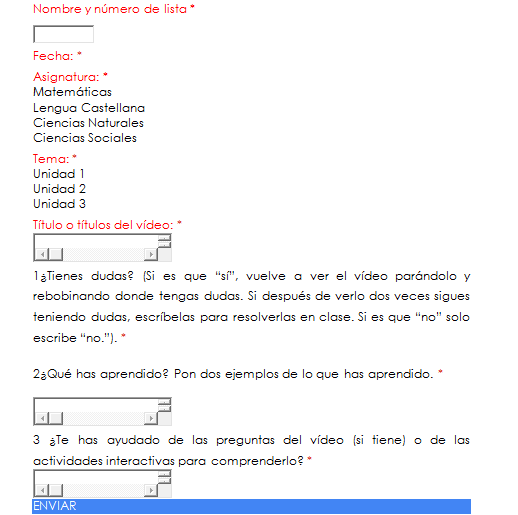 Nombre y número de lista *
Fecha: *
Asignatura: *
Matemáticas
Lengua Castellana
Ciencias Naturales
Ciencias Sociales
Tema: *
Unidad 1
Unidad 2
Unidad 3
Título o títulos del vídeo: *
1¿Tienes dudas? (Si es que “sí”, vuelve a ver el vídeo parándolo y
rebobinando donde tengas dudas. Si después de verlo dos veces sigues
teniendo dudas, escríbelas para resolverlas en clase. Si es que “no” solo
escribe “no.”). *
2¿Qué has aprendido? Pon dos ejemplos de lo que has aprendido. *
3 ¿Te has ayudado de las preguntas del vídeo (si tiene) o de las
actividades interactivas para comprenderlo? *
ENVIAR